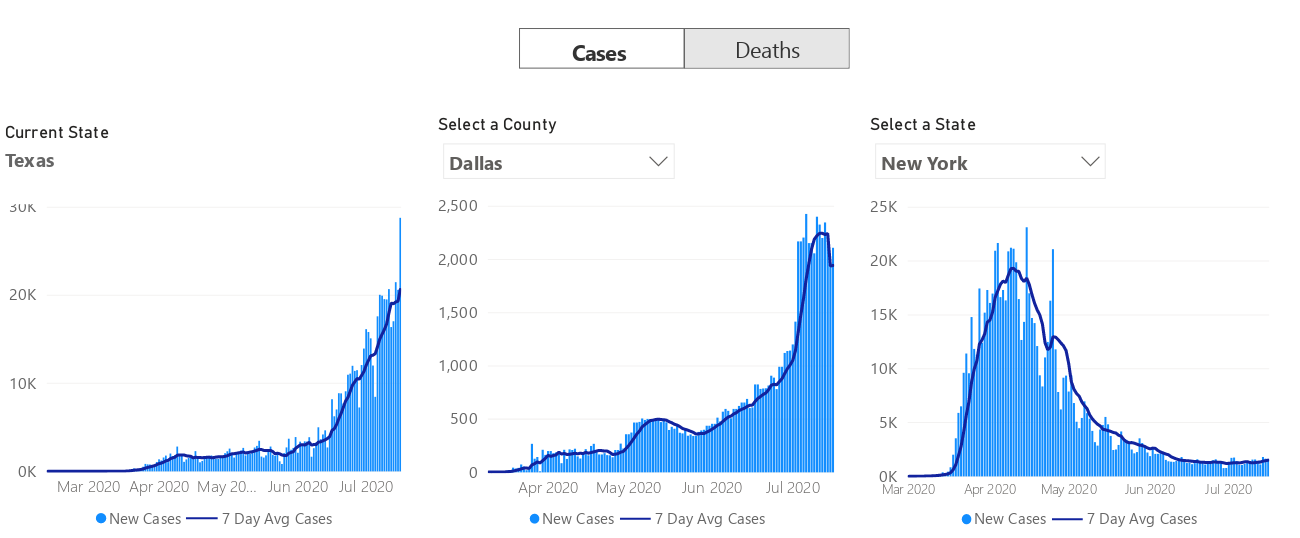 Cases Deaths
Current State
Texas
30K
20K
10K
0K
Mar 2020 Apr 2020 May 20... Jun 2020 Jul 2020
New Cases 7 Day Avg Cases
Select a County
Dallas
2,500
2,000
1,500
1,000
500
0
Apr 2020 May 2020 Jun 2020 Jul 2020
New Cases 7 Day Avg Cases
Select a State
New York
25K
20K
15K
10K
5K
0K
Mar 2020 Apr 2020 May 2020 Jun 2020 Jul 2020
New Cases 7 Day Avg Cases